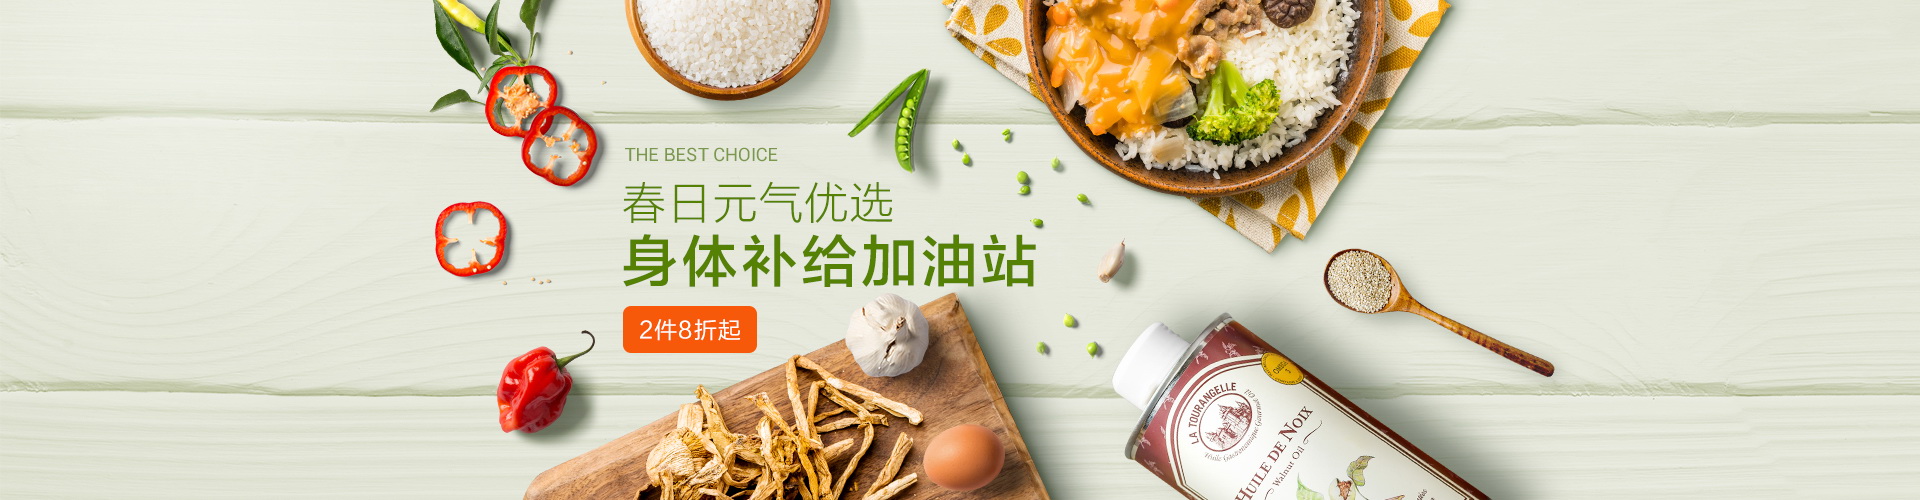 THE BEST CHOICE
春日元气优选
身体补给加油站
2件8折起
LA TOURANGELLE
HUILE DE NOIX
Walnut Oil